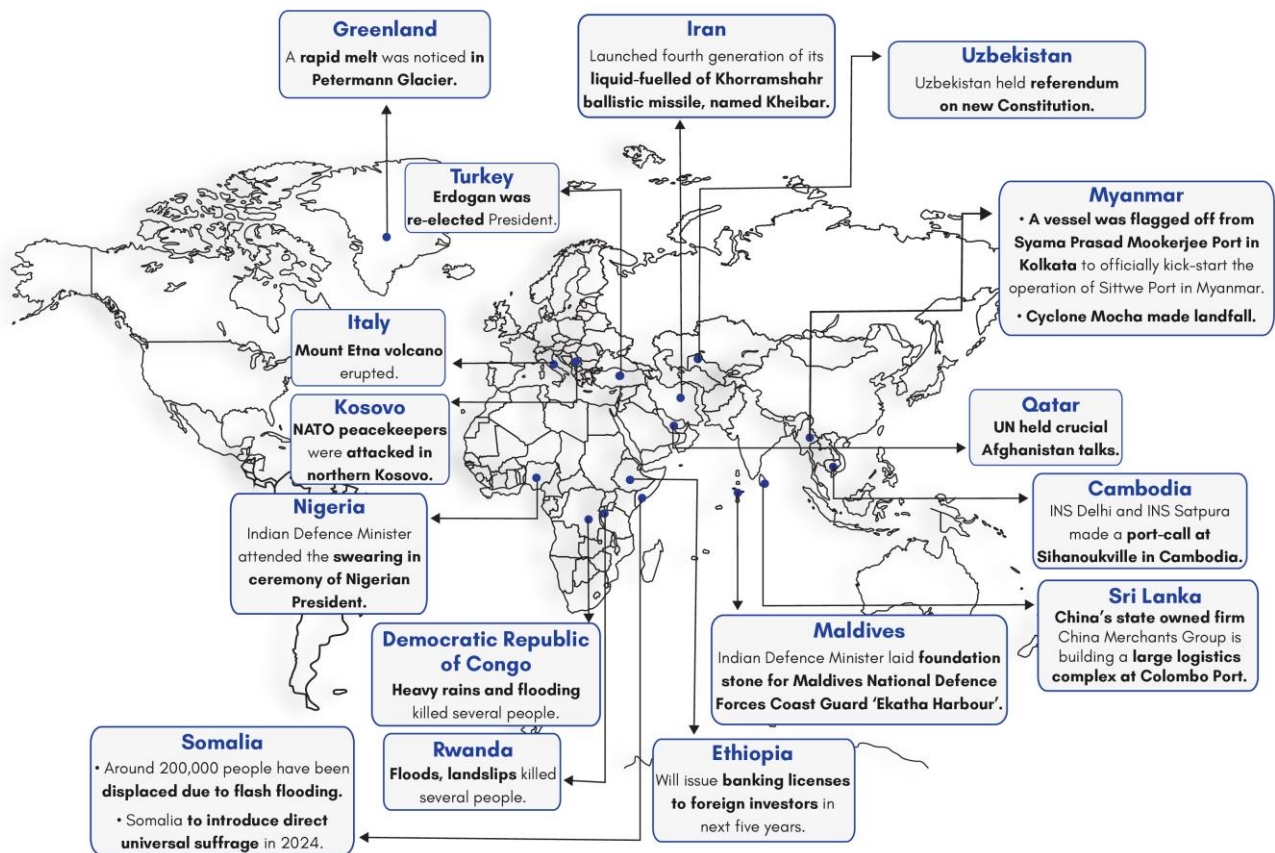 Greenland
A rapid melt was noticed in
Petermann Glacier.
Iran
Launched fourth generation of its
liquid-fuelled of Khorramshahr
ballistic missile, named Kheibar.
Uzbekistan
Uzbekistan held referendum
on new Constitution.
Turkey
Erdogan was
re-elected President.
Myanmar
• A vessel was flagged off from
Syama Prasad Mookerjee Port in
Kolkata to officially kick-start the
operation of Sittwe Port in Myanmar.
• Cyclone Mocha made landfall.
Italy
Mount Etna volcano
erupted.
Kosovo
NATO peacekeepers
were attacked in
northern Kosovo.
Qatar
UN held crucial
Afghanistan talks.
Nigeria
Indian Defence Minister
attended the swearing in
ceremony of Nigerian
President.
Cambodia
INS Delhi and INS Satpura
made a port-call at
Sihanoukville in Cambodia.
Sri Lanka
China's state owned firm
China Merchants Group is
building a large logistics
complex at Colombo Port.
Democratic Republic
of Congo
Heavy rains and flooding
killed several people.
Maldives
Indian Defence Minister laid foundation
stone for Maldives National Defence
Forces Coast Guard 'Ekatha Harbour'.
Somalia
• Around 200,000 people have been
displaced due to flash flooding.
• Somalia to introduce direct
universal suffrage in 2024.
Rwanda
Floods, landslips killed
several people.
Ethiopia
Will issue banking licenses
to foreign investors in
next five years.